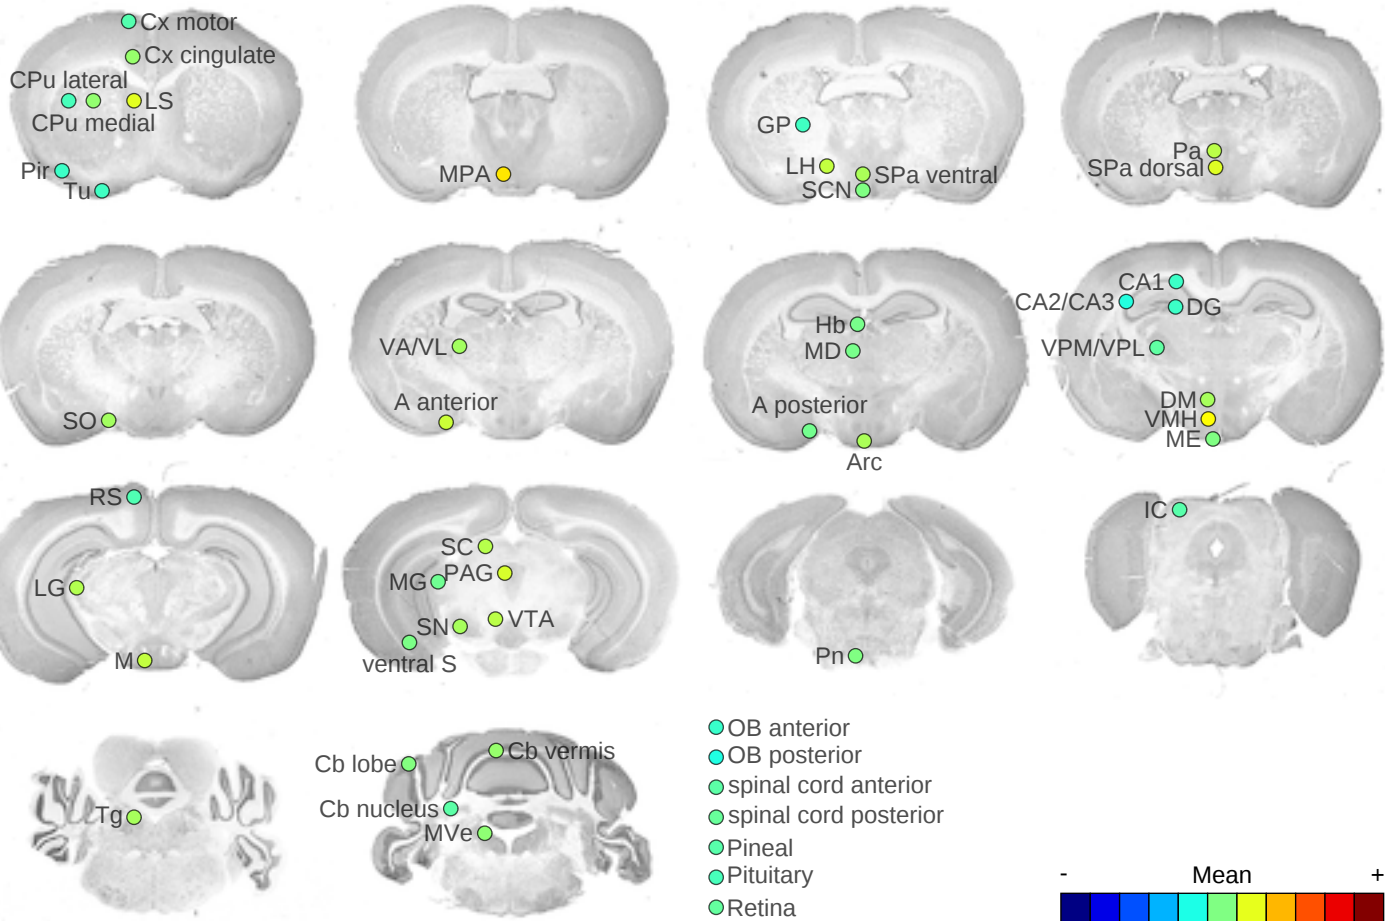 Cx motor
Cx cingulate
CPu lateral
LS
CPu medial
Pir
Tu
MPA
GP
LH
SPa ventral
SCN
Pa
SPa dorsal
SO
VA/VL
A anterior
Hb
MD
A posterior
Arc
CA1
CA2/CA3
DG
VPM/VPL
DM
VMH
ME
RS
LG
M
SC
MG
PAG
SN
VTA
ventral S
Pn
IC
Tg
Cb lobe
Cb vermis
Cb nucleus
MVe
OB anterior
OB posterior
spinal cord anterior
spinal cord posterior
Pineal
Pituitary
Retina
- Mean +